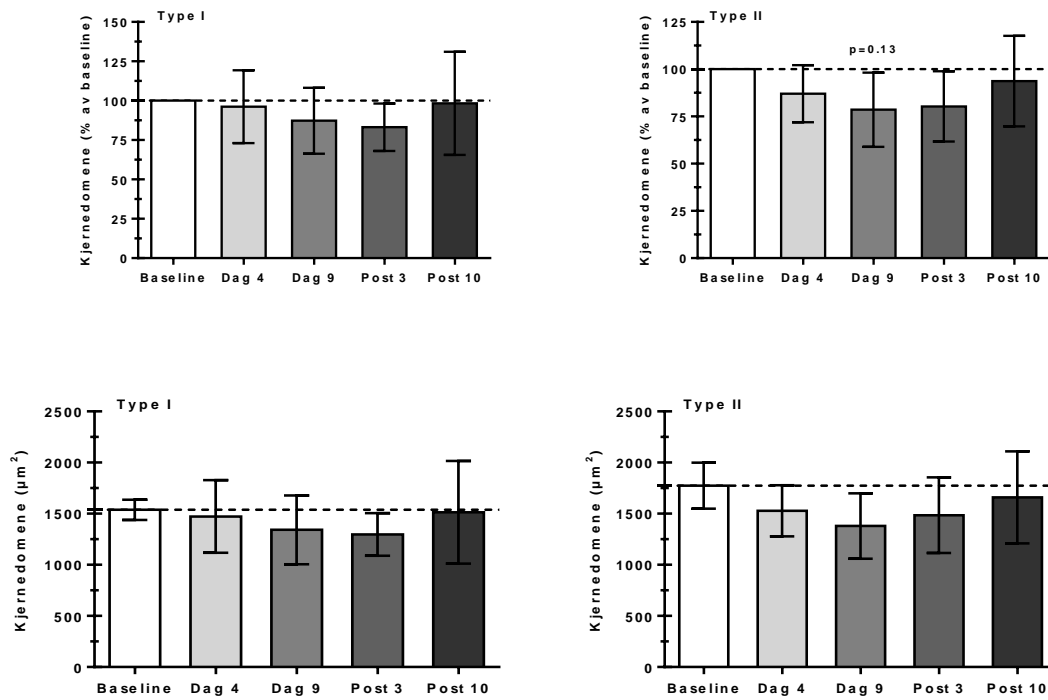 Type I
Kjernedomene (% av baseline)
150
125
100
75
50
25
0
Baseline Dag 4 Dag 9 Post 3 Post 10
Type II
Kjernedomene (% av baseline)
125
100
75
50
25
0
p=0.13
Baseline Dag 4 Dag 9 Post 3 Post 10
Type I
Kjernedomene (µm²)
2500
2000
1500
1000
500
0
Baseline Dag 4 Dag 9 Post 3 Post 10
Type II
Kjernedomene (µm²)
2500
2000
1500
1000
500
0
Baseline Dag 4 Dag 9 Post 3 Post 10